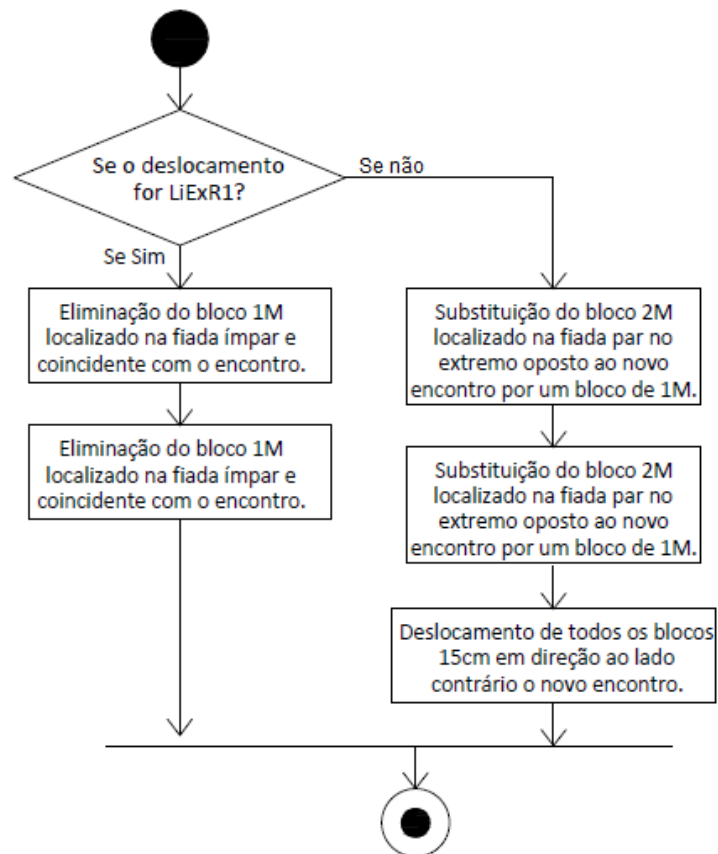 Se o deslocamento
for LiExR1?
Se não
Se Sim
Eliminação do bloco 1M
localizado na fiada ímpar e
coincidente com o encontro.
Eliminação do bloco 1M
localizado na fiada ímpar e
coincidente com o encontro.
Substituição do bloco 2M
localizado na fiada par no
extremo oposto ao novo
encontro por um bloco de 1M.
Substituição do bloco 2M
localizado na fiada par no
extremo oposto ao novo
encontro por um bloco de 1M.
Deslocamento de todos os blocos
15cm em direção ao lado
contrário o novo encontro.